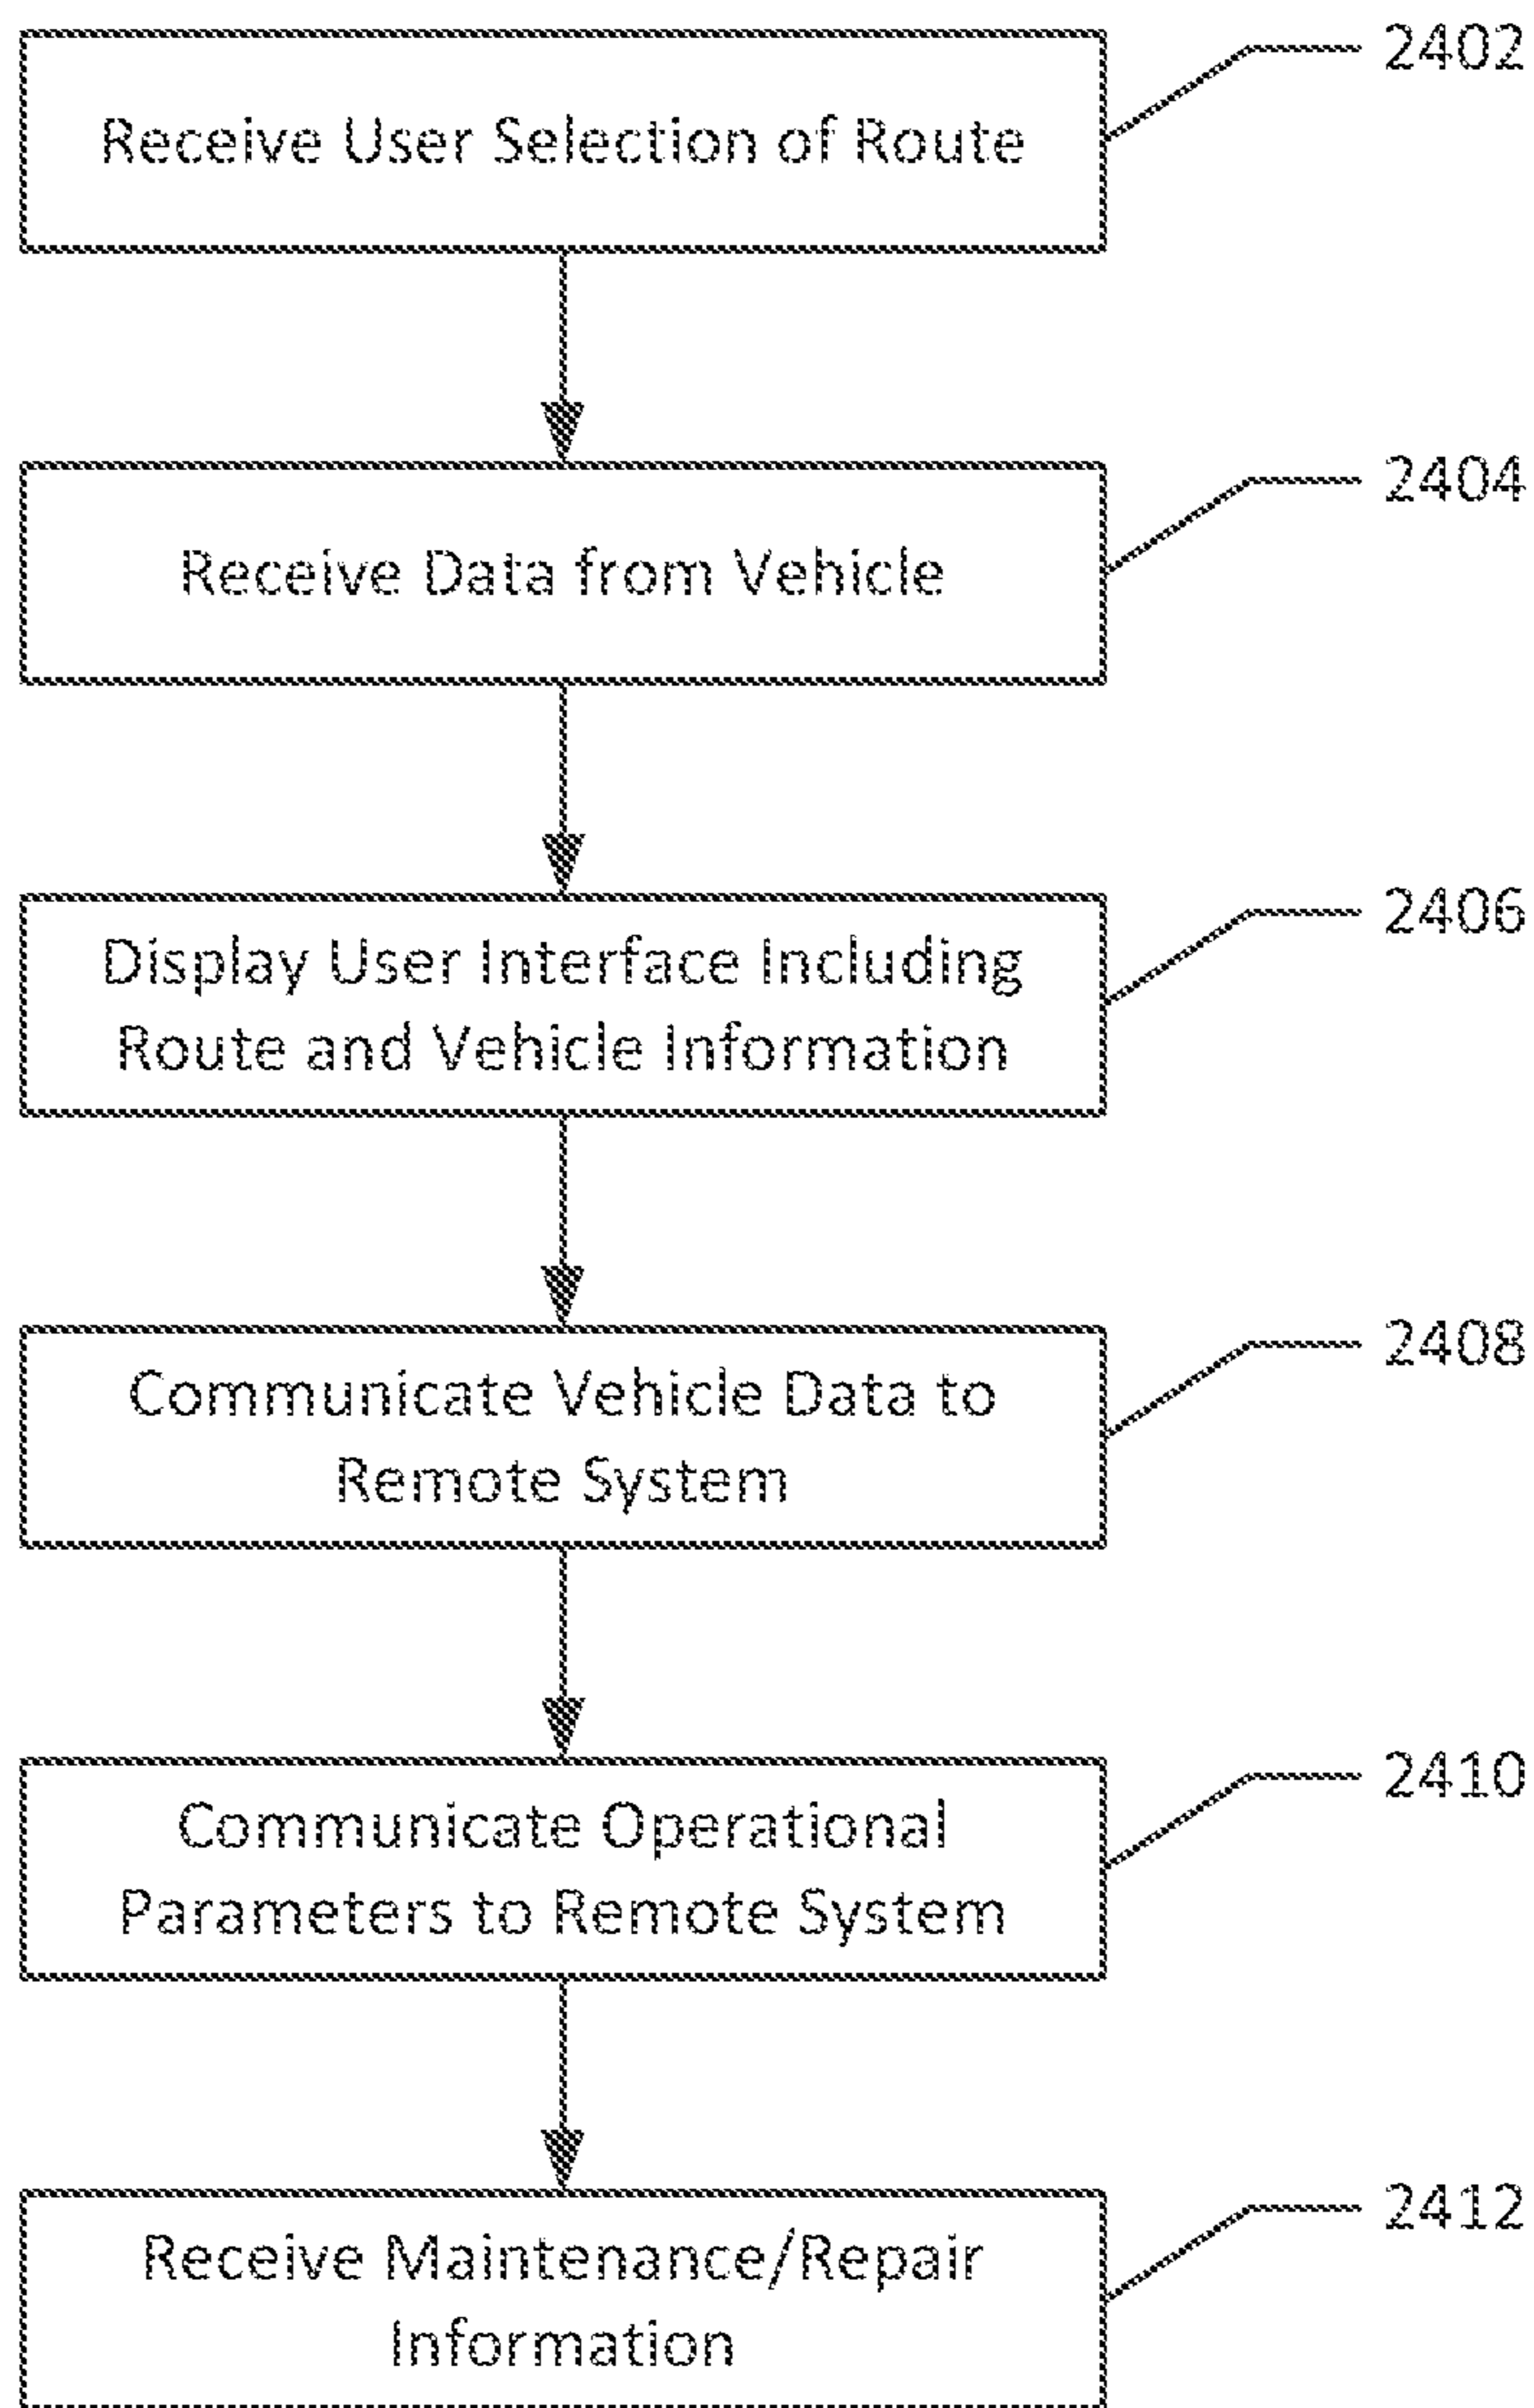 2402
Receive User Selection of Route
2404
Receive Data from Vehicle
2406
Display User Interface Including
Route and Vehicle Information
2408
Communicate Vehicle Data to
Remote System
2410
Communicate Operational
Parameters to Remote System
2412
Receive Maintenance/Repair
Information